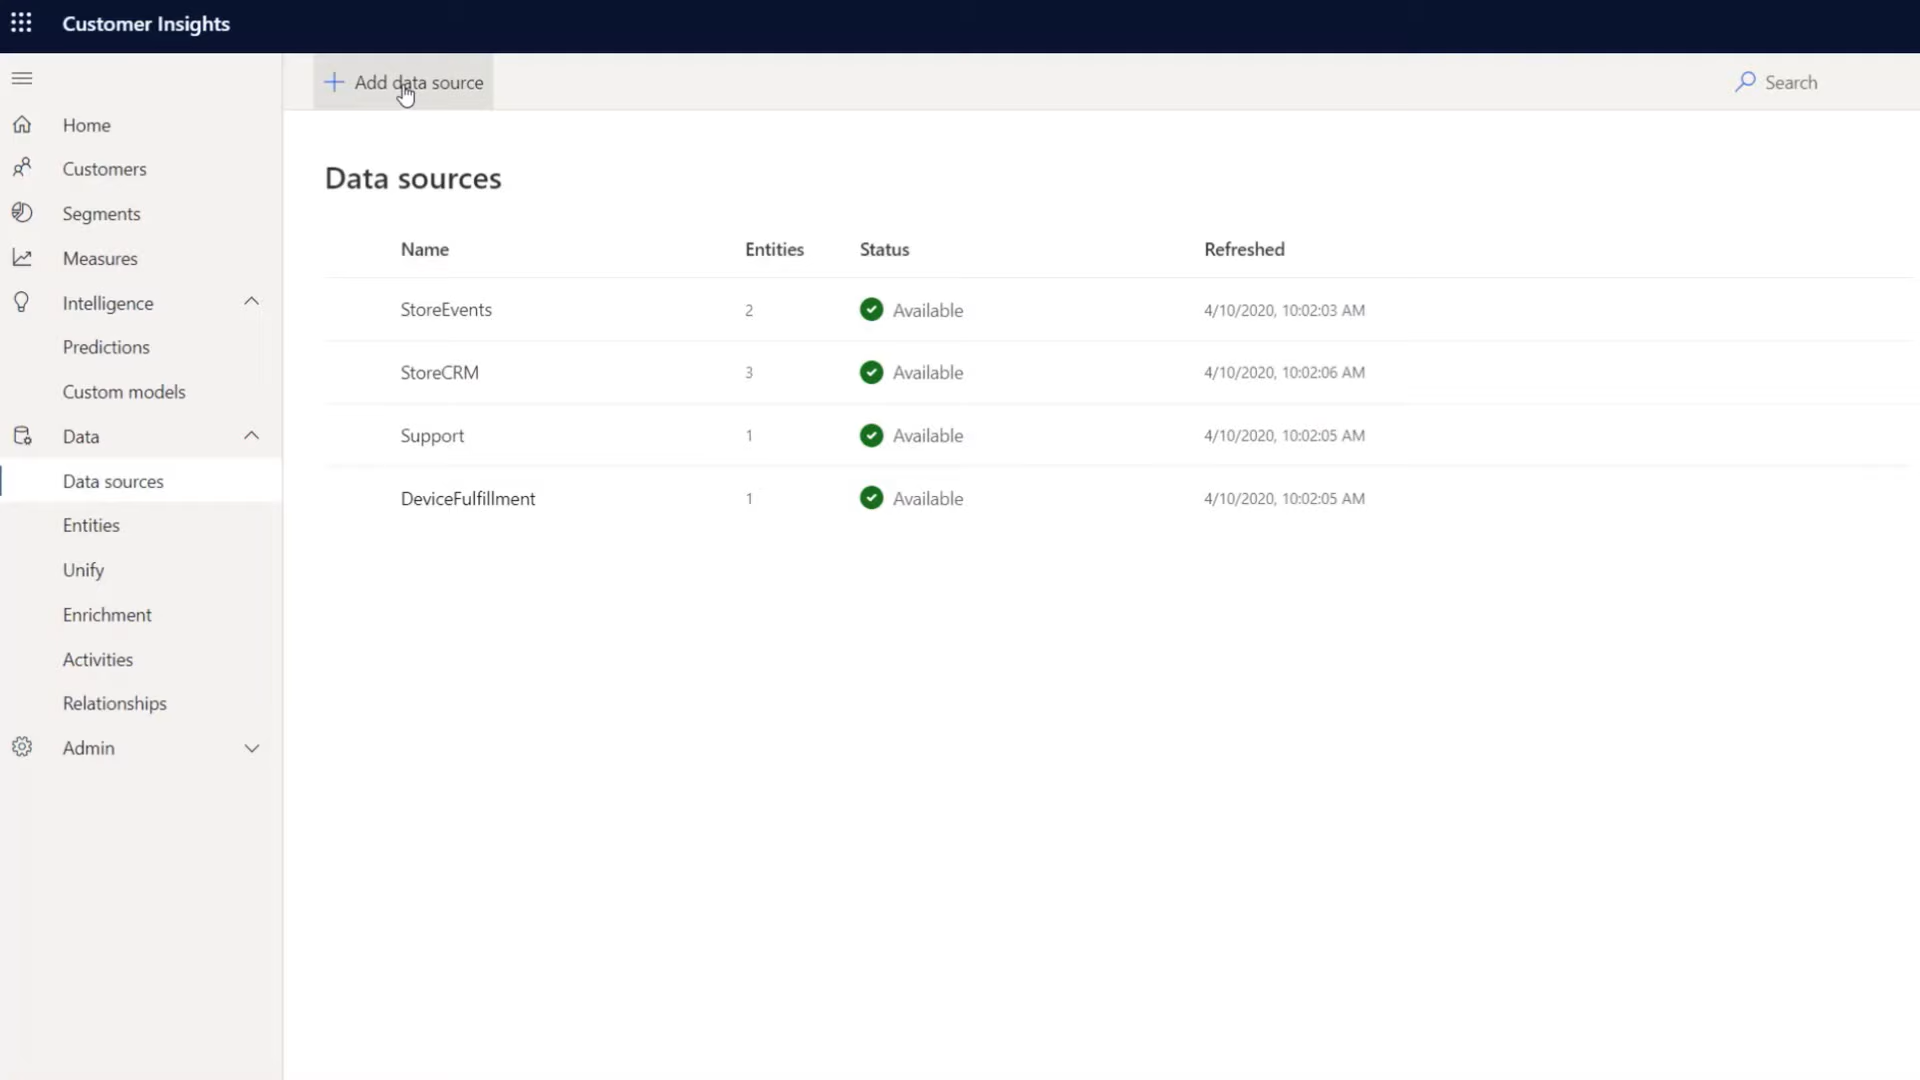 Customer Insights
Add data source
Search
Home
Customers
Segments
Measures
Intelligence
Predictions
Custom models
Data
Data sources
Entities
Unify
Enrichment
Activities
Relationships
Admin
Data sources
Name Entities Status Refreshed
StoreEvents 2 Available 4/10/2020, 10:02:03 AM
StoreCRM 3 Available 4/10/2020, 10:02:06 AM
Support 1 Available 4/10/2020, 10:02:05 AM
DeviceFulfillment 1 Available 4/10/2020, 10:02:05 AM